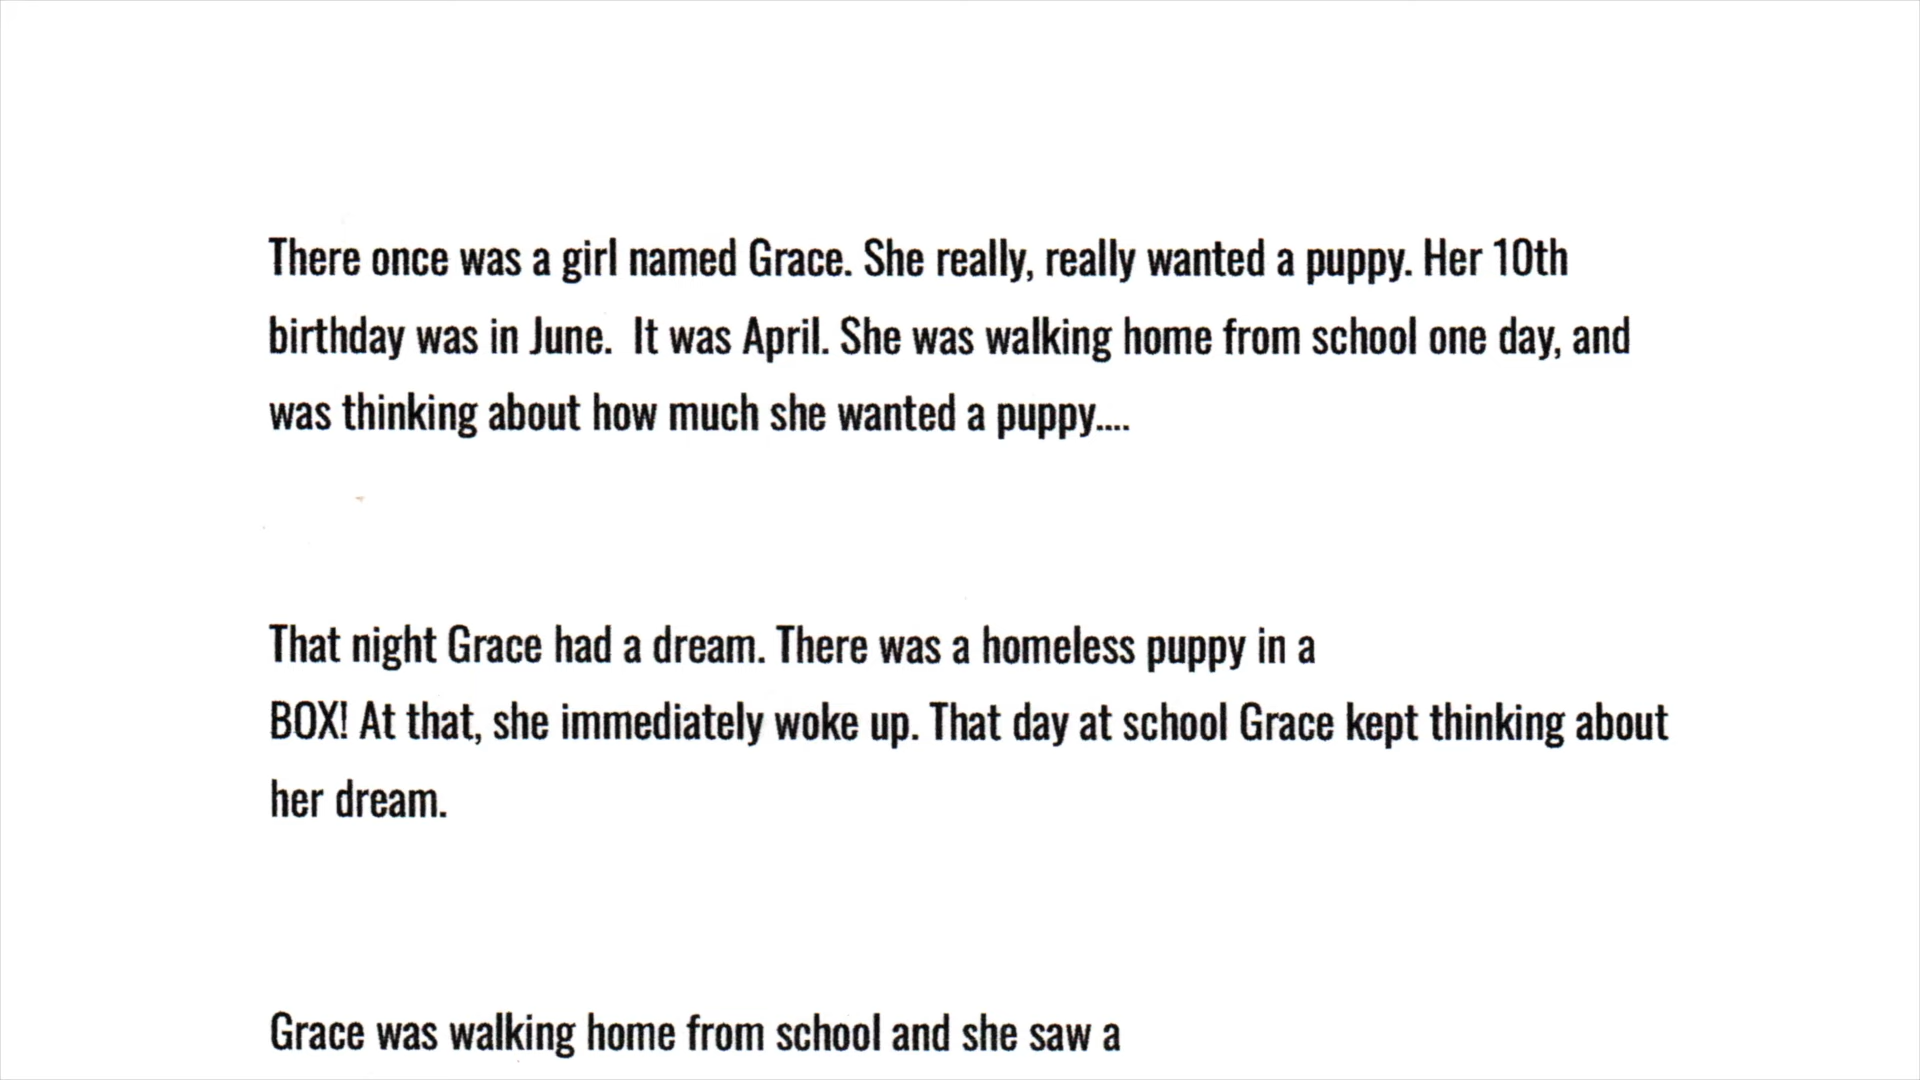 There once was a girl named Grace. She really, really wanted a puppy. Her 10th
birthday was in June.  It was April. She was walking home from school one day, and
was thinking about how much she wanted a puppy....
That night Grace had a dream. There was a homeless puppy in a
BOX! At that, she immediately woke up. That day at school Grace kept thinking about
her dream.
Grace was walking home from school and she saw a